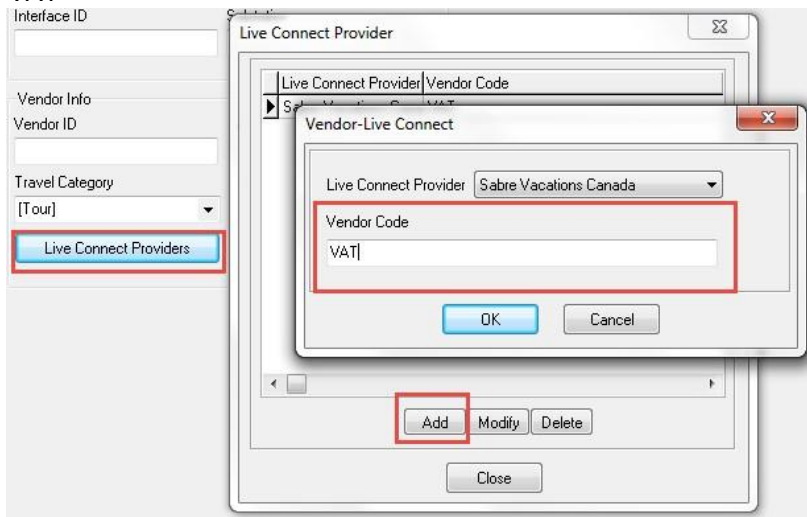 Interface ID
Live Connect Provider
Live Connect Provider Vendor Code
Vendor Info
Vendor ID
Vendor-Live Connect
Travel Category
[Tour]
Live Connect Providers
Live Connect Provider Sabre Vacations Canada
Vendor Code
VAT
OK Cancel
Add Modify Delete
Close